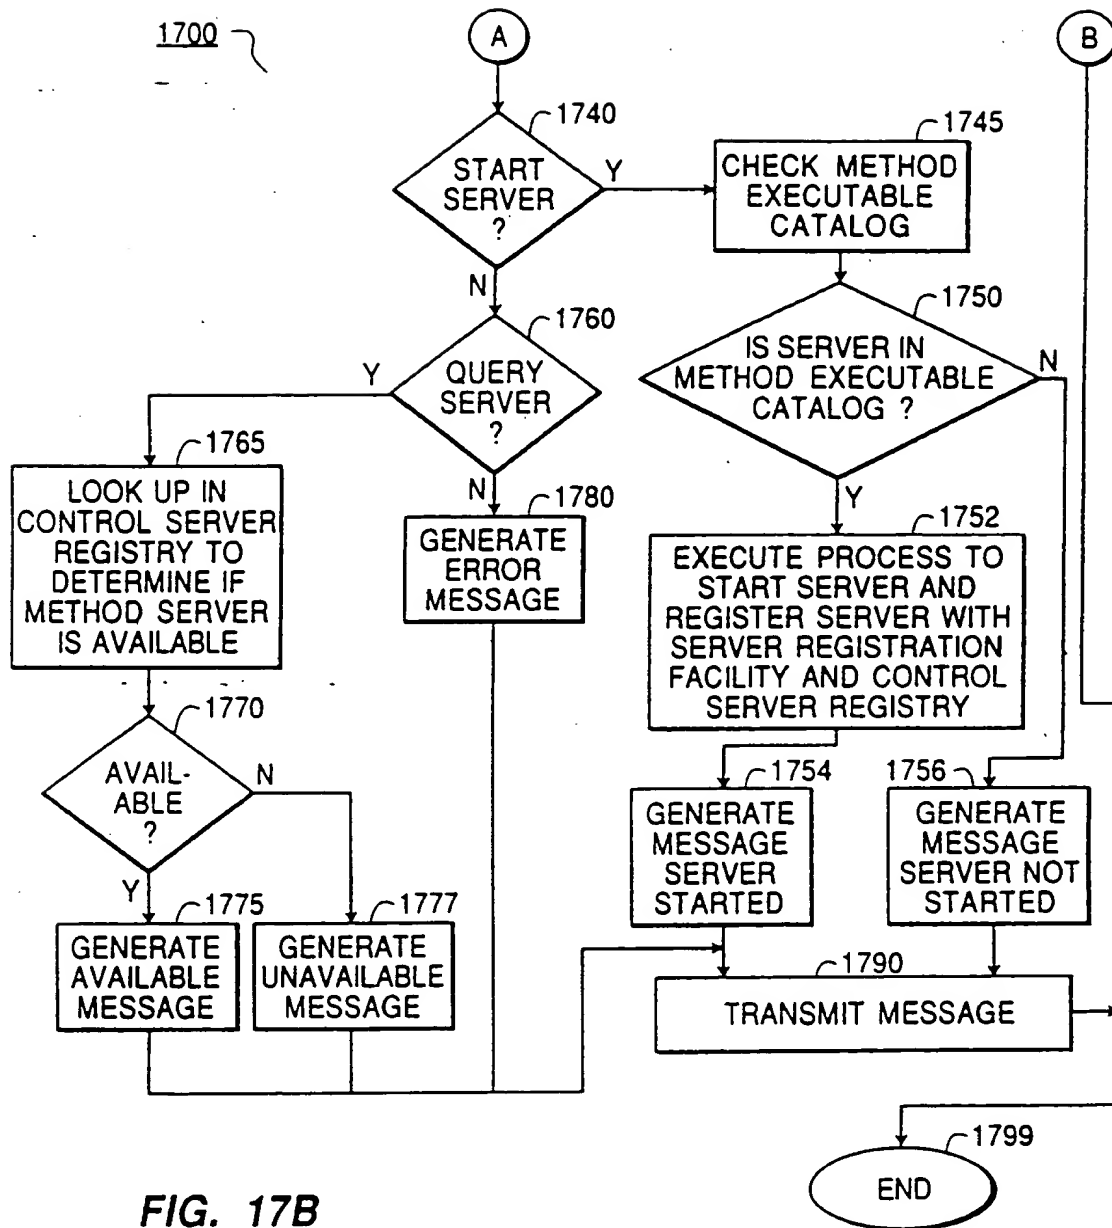 1700
A
B
1740
START
SERVER
?
Y
N
1745
CHECK METHOD
EXECUTABLE
CATALOG
1750
IS SERVER IN
METHOD EXECUTABLE
CATALOG ?
N
Y
1760
QUERY
SERVER
?
Y
N
1765
LOOK UP IN
CONTROL SERVER
REGISTRY TO
DETERMINE IF
METHOD SERVER
IS AVAILABLE
1780
GENERATE
ERROR
MESSAGE
1752
EXECUTE PROCESS TO
START SERVER AND
REGISTER SERVER WITH
SERVER REGISTRATION
FACILITY AND CONTROL
SERVER REGISTRY
1770
AVAIL-
ABLE
?
N
Y
1754
GENERATE
MESSAGE
SERVER
STARTED
1756
GENERATE
MESSAGE
SERVER NOT
STARTED
1775
GENERATE
AVAILABLE
MESSAGE
1777
GENERATE
UNAVAILABLE
MESSAGE
1790
TRANSMIT MESSAGE
1799
END
FIG. 17B